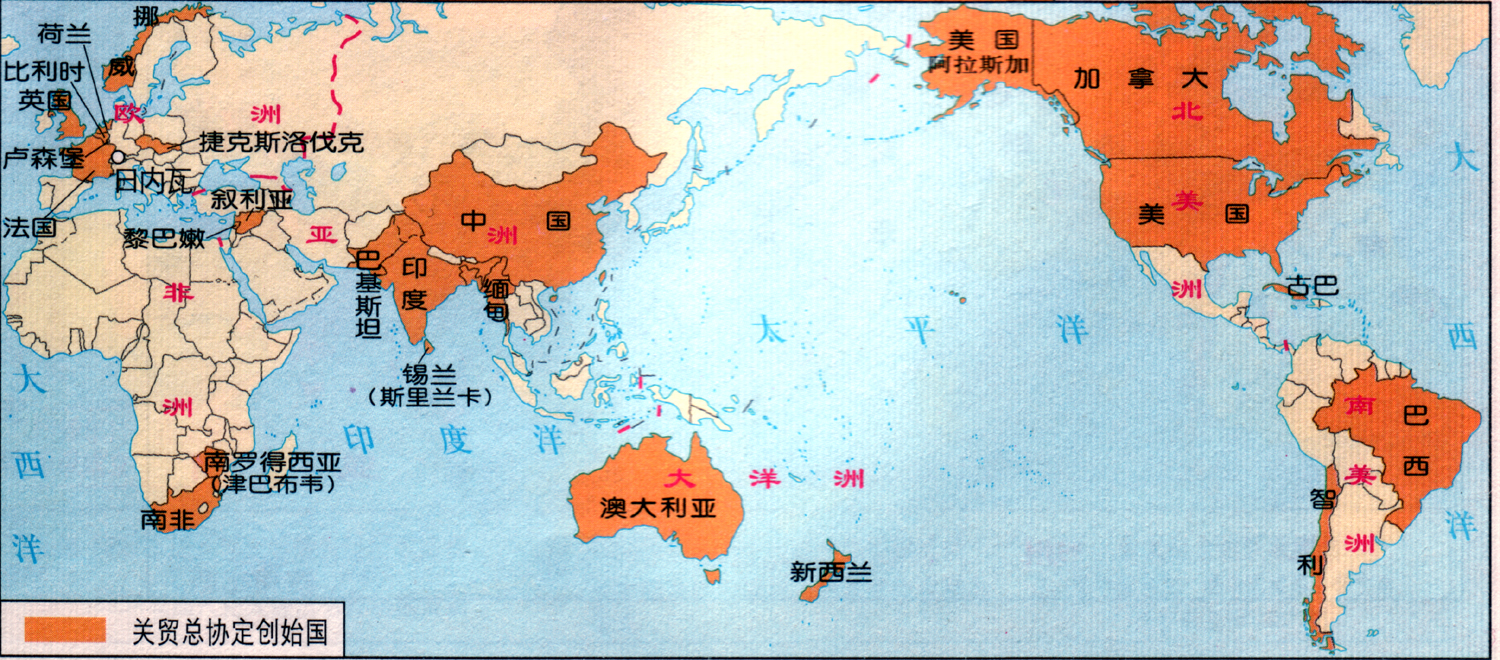 挪威
荷兰
比利时
英国
卢森堡
法国
欧洲
捷克斯洛伐克
日内瓦
叙利亚
黎巴嫩
亚洲
中国
巴基斯坦
印度
缅甸
锡兰
(斯里兰卡)
非洲
南罗得西亚
(津巴布韦)
南非
大西洋
印度洋
太平洋
大洋洲
澳大利亚
新西兰
美国
阿拉斯加
加拿大
北美洲
美国
古巴
南美洲
巴西
智利
大西洋
关贸总协定创始国